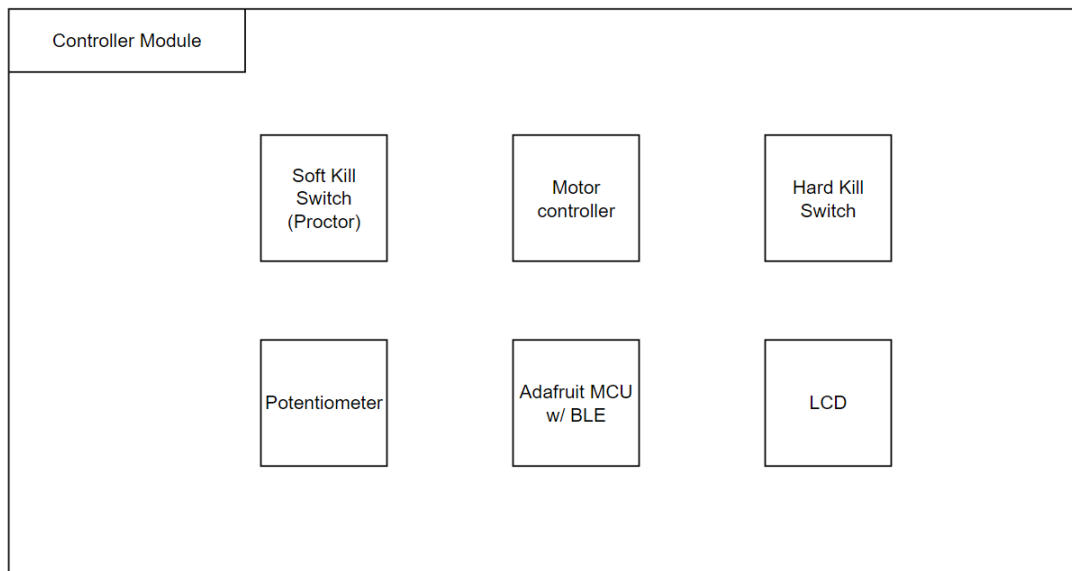 Controller Module
Soft Kill
Switch
(Proctor)
Motor
controller
Hard Kill
Switch
Potentiometer
Adafruit MCU
w/ BLE
LCD